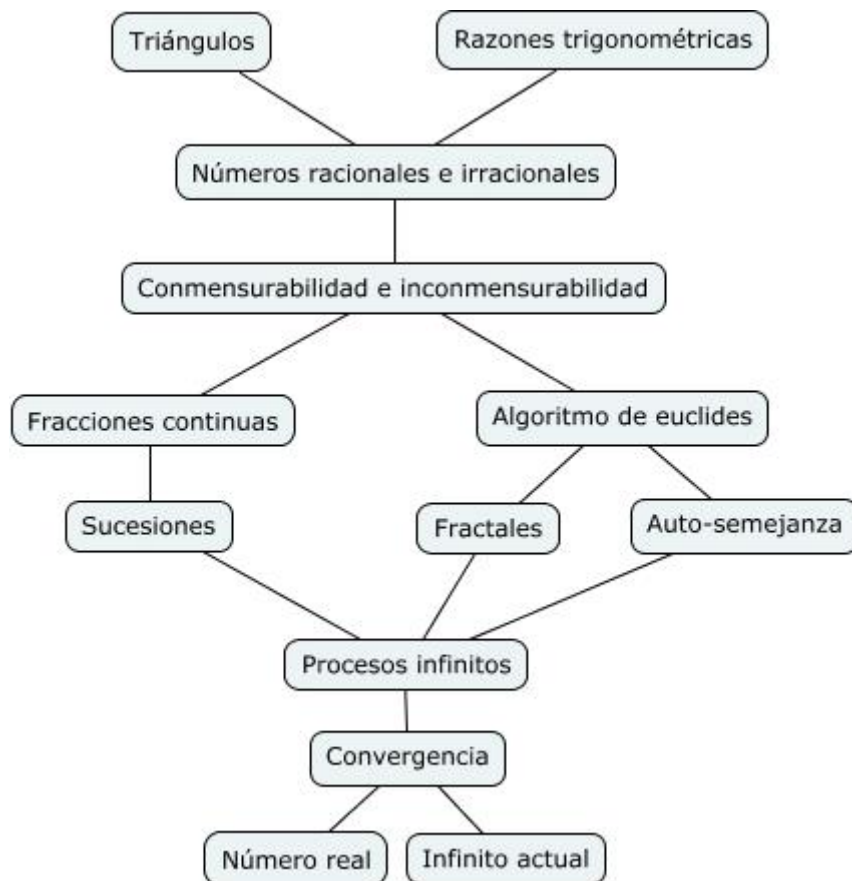 Triángulos
Razones trigonométricas
Números racionales e irracionales
Conmensurabilidad e inconmensurabilidad
Fracciones continuas
Algoritmo de euclides
Sucesiones
Fractales
Auto-semejanza
Procesos infinitos
Convergencia
Número real
Infinito actual